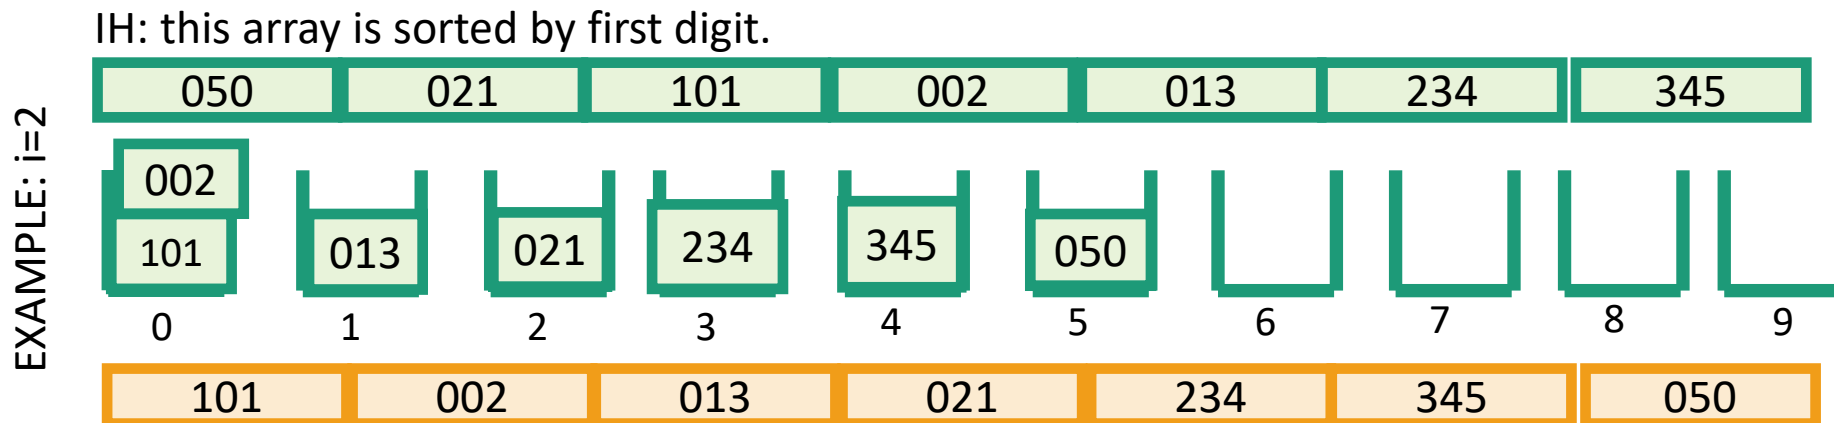 IH: this array is sorted by first digit.
EXAMPLE: i=2
050 021 101 002 013 234 345
002
101 013 021 234 345 050
0 1 2 3 4 5 6 7 8 9
101 002 013 021 234 345 050